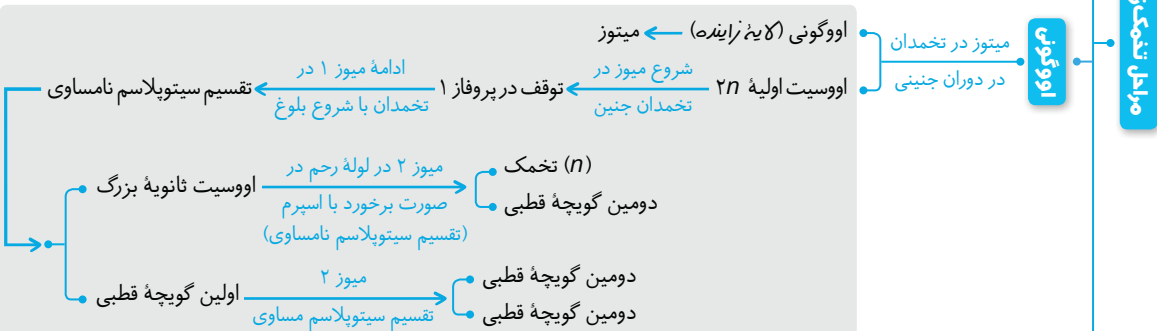 مراحل تخمک‌ز
اووگونی
میتوز در تخمدان
در دوران جنینی
اووگونی (لایهٔ زاینده) میتوز
اووسیت اولیهٔ 2n شروع میوز در تخمدان جنین توقف در پروفاز ۱ ادامهٔ میوز ۱ در تخمدان با شروع بلوغ تقسیم سیتوپلاسم نامساوی
اووسیت ثانویهٔ بزرگ
میوز ۲ در لولهٔ رحم در
صورت برخورد با اسپرم
(تقسیم سیتوپلاسم نامساوی)
(n) تخمک
دومین گویچهٔ قطبی
اولین گویچهٔ قطبی
میوز ۲
تقسیم سیتوپلاسم مساوی
دومین گویچهٔ قطبی
دومین گویچهٔ قطبی